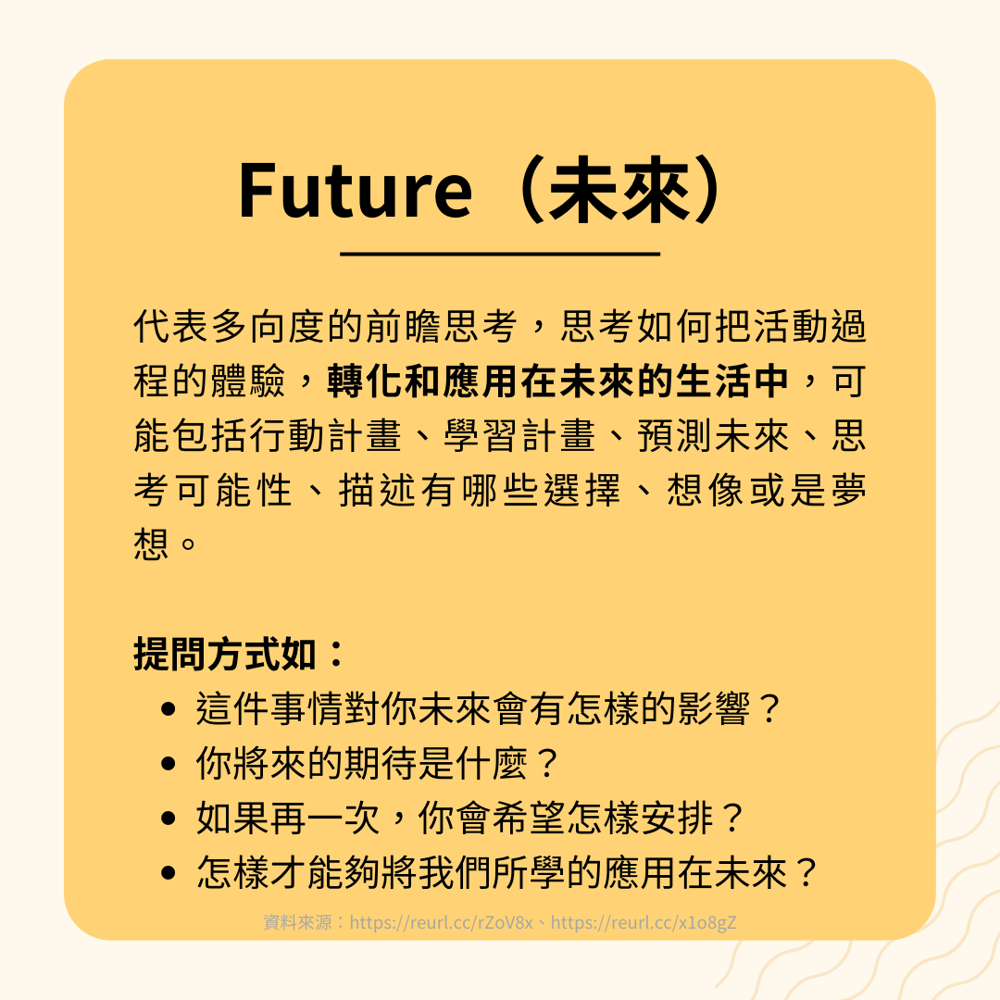 Future（未來）
代表多向度的前瞻思考，思考如何把活動過
程的體驗，轉化和應用在未來的生活中，可
能包括行動計畫、學習計畫、預測未來、思
考可能性、描述有哪些選擇、想像或是夢
想。
提問方式如：
• 這件事情對你未來會有怎樣的影響？
• 你將來的期待是什麼？
• 如果再一次，你會希望怎樣安排？
• 怎樣才能夠將我們所學的應用在未來？
資料來源：https://reurl.cc/rZoV8x、https://reurl.cc/x1o8gZ